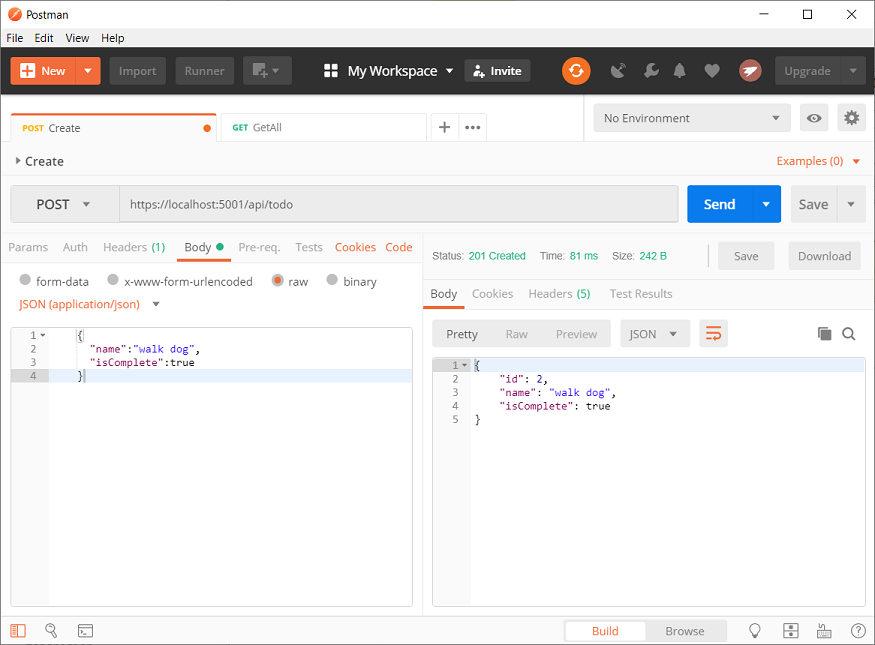 Postman
File Edit View Help
New Import Runner My Workspace Invite Upgrade
POST Create GET GetAll No Environment
Create Examples (0)
POST https://localhost:5001/api/todo Send Save
Params Auth Headers (1) Body Pre-req. Tests Cookies Code
form-data x-www-form-urlencoded raw binary
JSON (application/json)
1 {
2 "name":"walk dog",
3 "isComplete":true
4 }
Status: 201 Created Time: 81 ms Size: 242 B Save Download
Body Cookies Headers (5) Test Results
Pretty Raw Preview JSON
1 {
2 "id": 2,
3 "name": "walk dog",
4 "isComplete": true
5 }
Build Browse